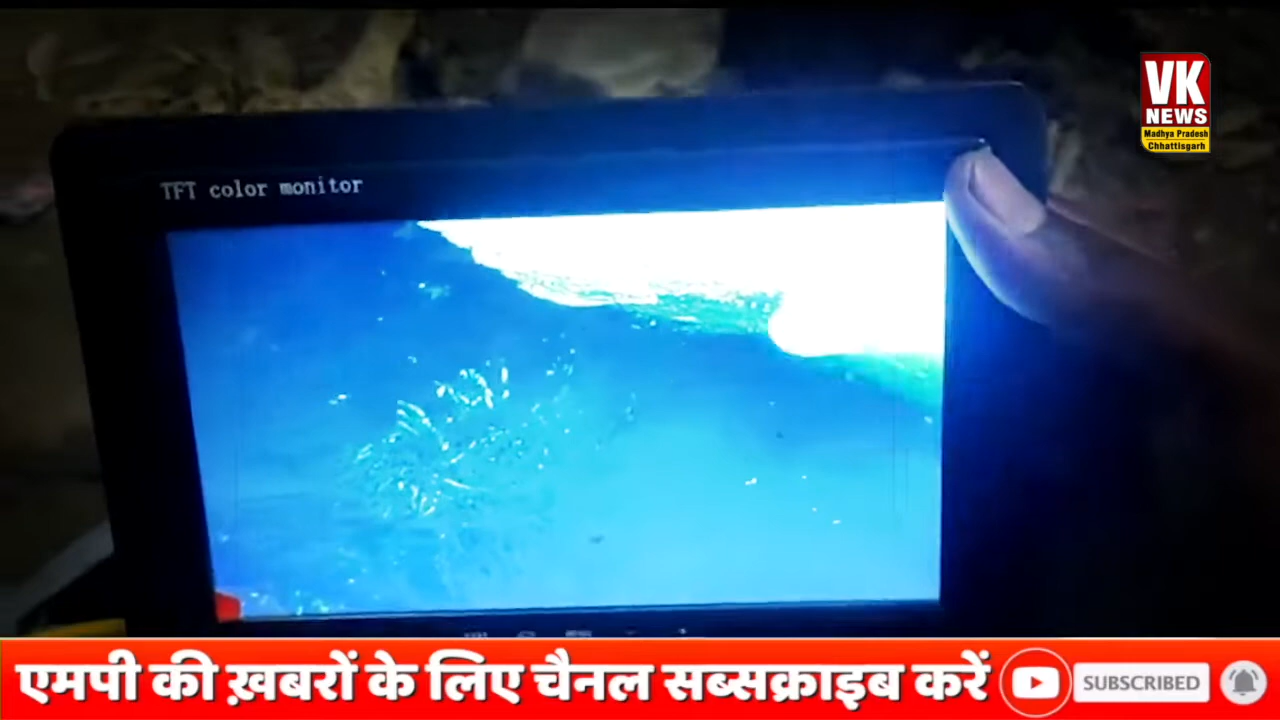 VK
NEWS
Madhya Pradesh
Chhattisgarh
TFT color monitor
एमपी की ख़बरों के लिए चैनल सब्सक्राइब करें
SUBSCRIBED